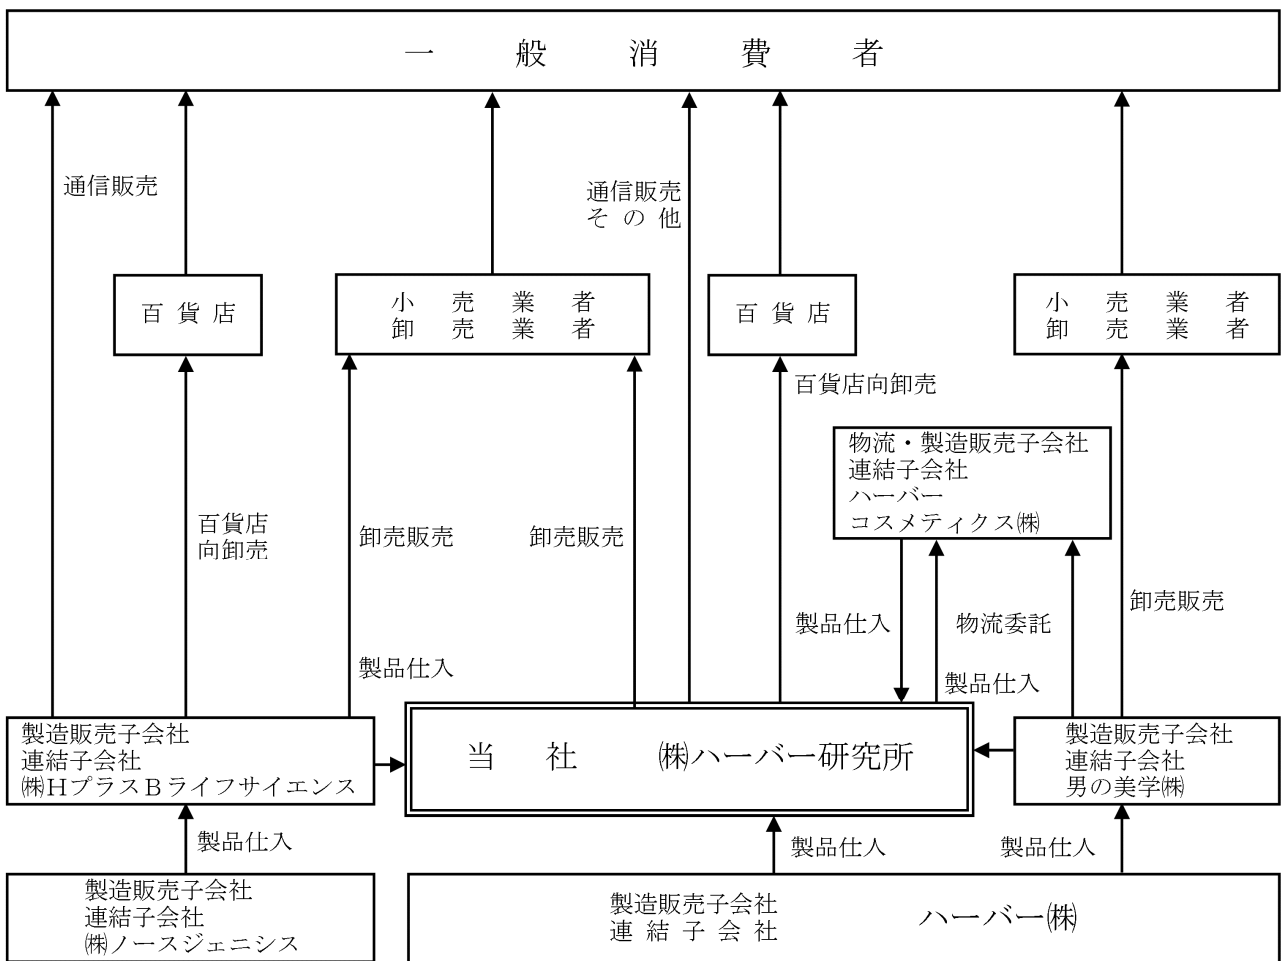 一般消費者
通信販売
通信販売
その他
百貨店
小売業者
卸売業者
百貨店
小売業者
卸売業者
百貨店向卸売
物流・製造販売子会社
連結子会社
ハーバー
コスメティクス㈱
百貨店
向卸売
卸売販売
卸売販売
卸売販売
製品仕入
物流委託
製品仕入
製品仕入
製造販売子会社
連結子会社
㈱HプラスBライフサイエンス
当社 ㈱ハーバー研究所
製造販売子会社
連結子会社
男の美学㈱
製品仕入
製品仕入
製品仕入
製造販売子会社
連結子会社
㈱ノースジェニシス
製造販売子会社
連結子会社
ハーバー㈱